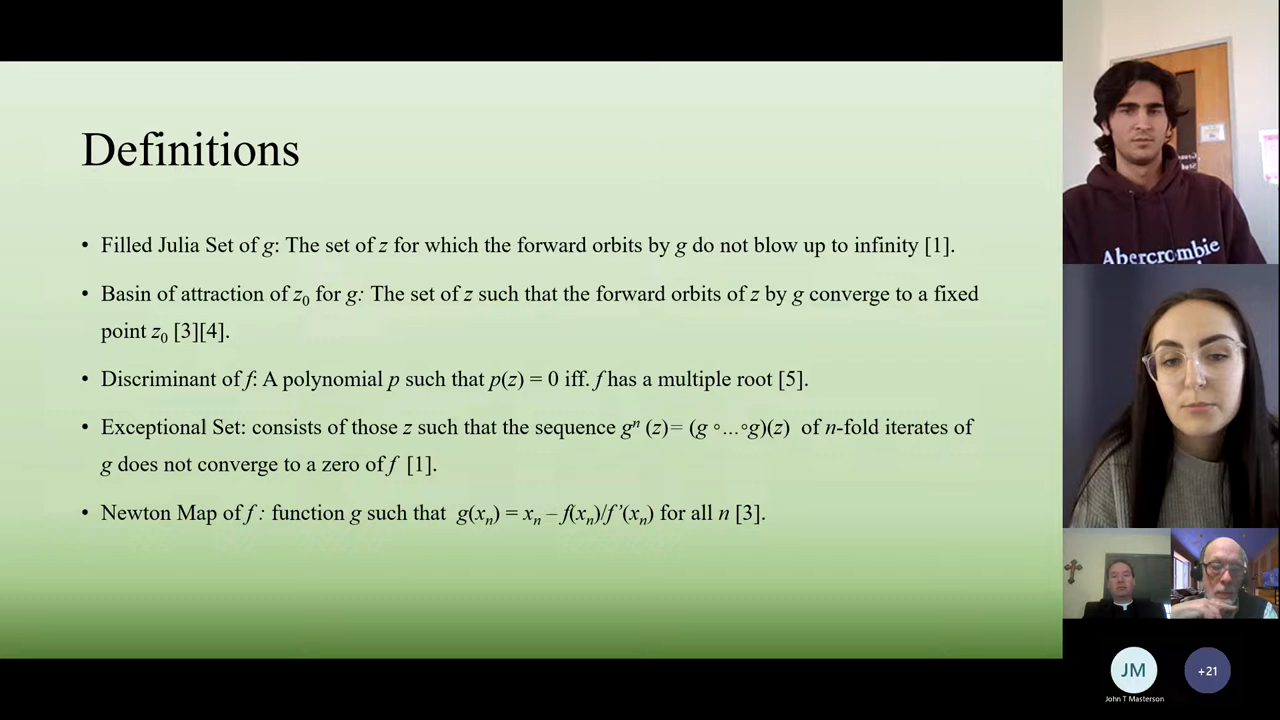 Definitions
• Filled Julia Set of g: The set of z for which the forward orbits by g do not blow up to infinity [1].
• Basin of attraction of z₀ for g: The set of z such that the forward orbits of z by g converge to a fixed
point z₀ [3][4].
• Discriminant of f: A polynomial p such that p(z) = 0 iff. f has a multiple root [5].
• Exceptional Set: consists of those z such that the sequence gⁿ (z)= (g ∘...∘g)(z) of n-fold iterates of
g does not converge to a zero of f [1].
• Newton Map of f : function g such that g(xₙ) = xₙ – f(xₙ)/f’(xₙ) for all n [3].
Abercrombie
JM
+21
John T Masterson